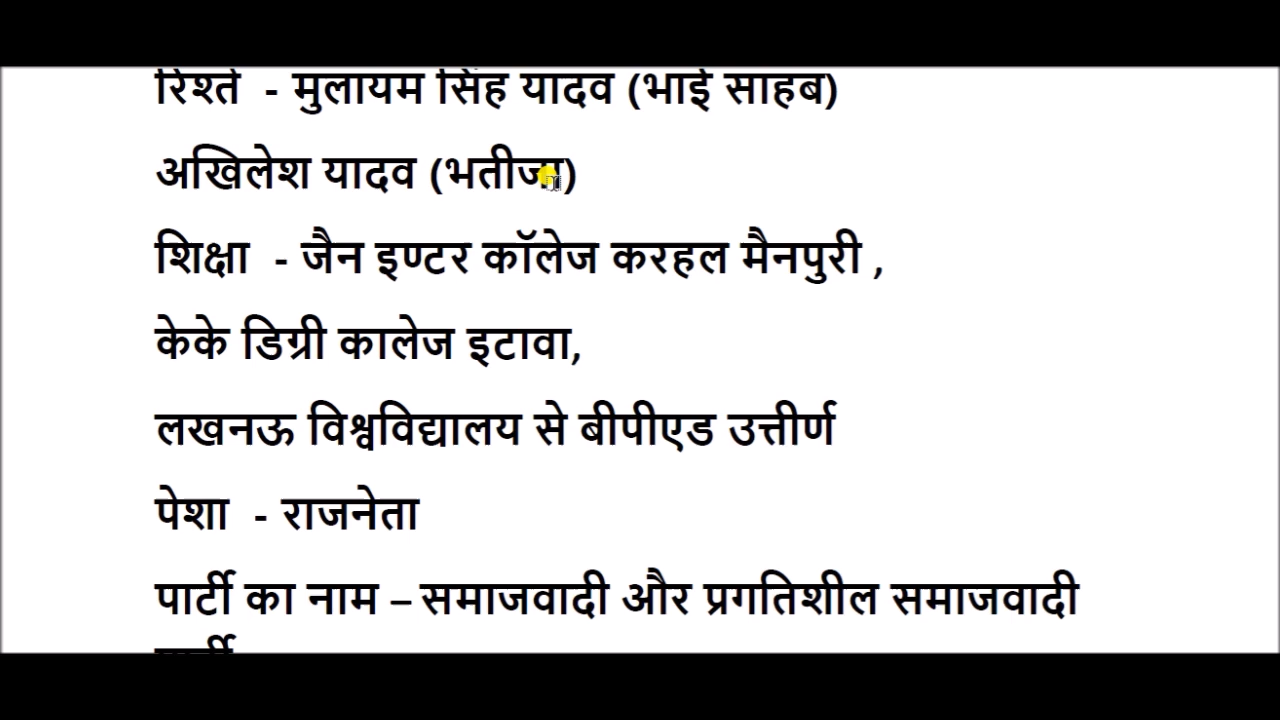 रिश्ते - मुलायम सिंह यादव (भाई साहब)
अखिलेश यादव (भतीजा)
शिक्षा - जैन इण्टर कॉलेज करहल मैनपुरी ,
केके डिग्री कालेज इटावा,
लखनऊ विश्वविद्यालय से बीपीएड उत्तीर्ण
पेशा - राजनेता
पार्टी का नाम – समाजवादी और प्रगतिशील समाजवादी